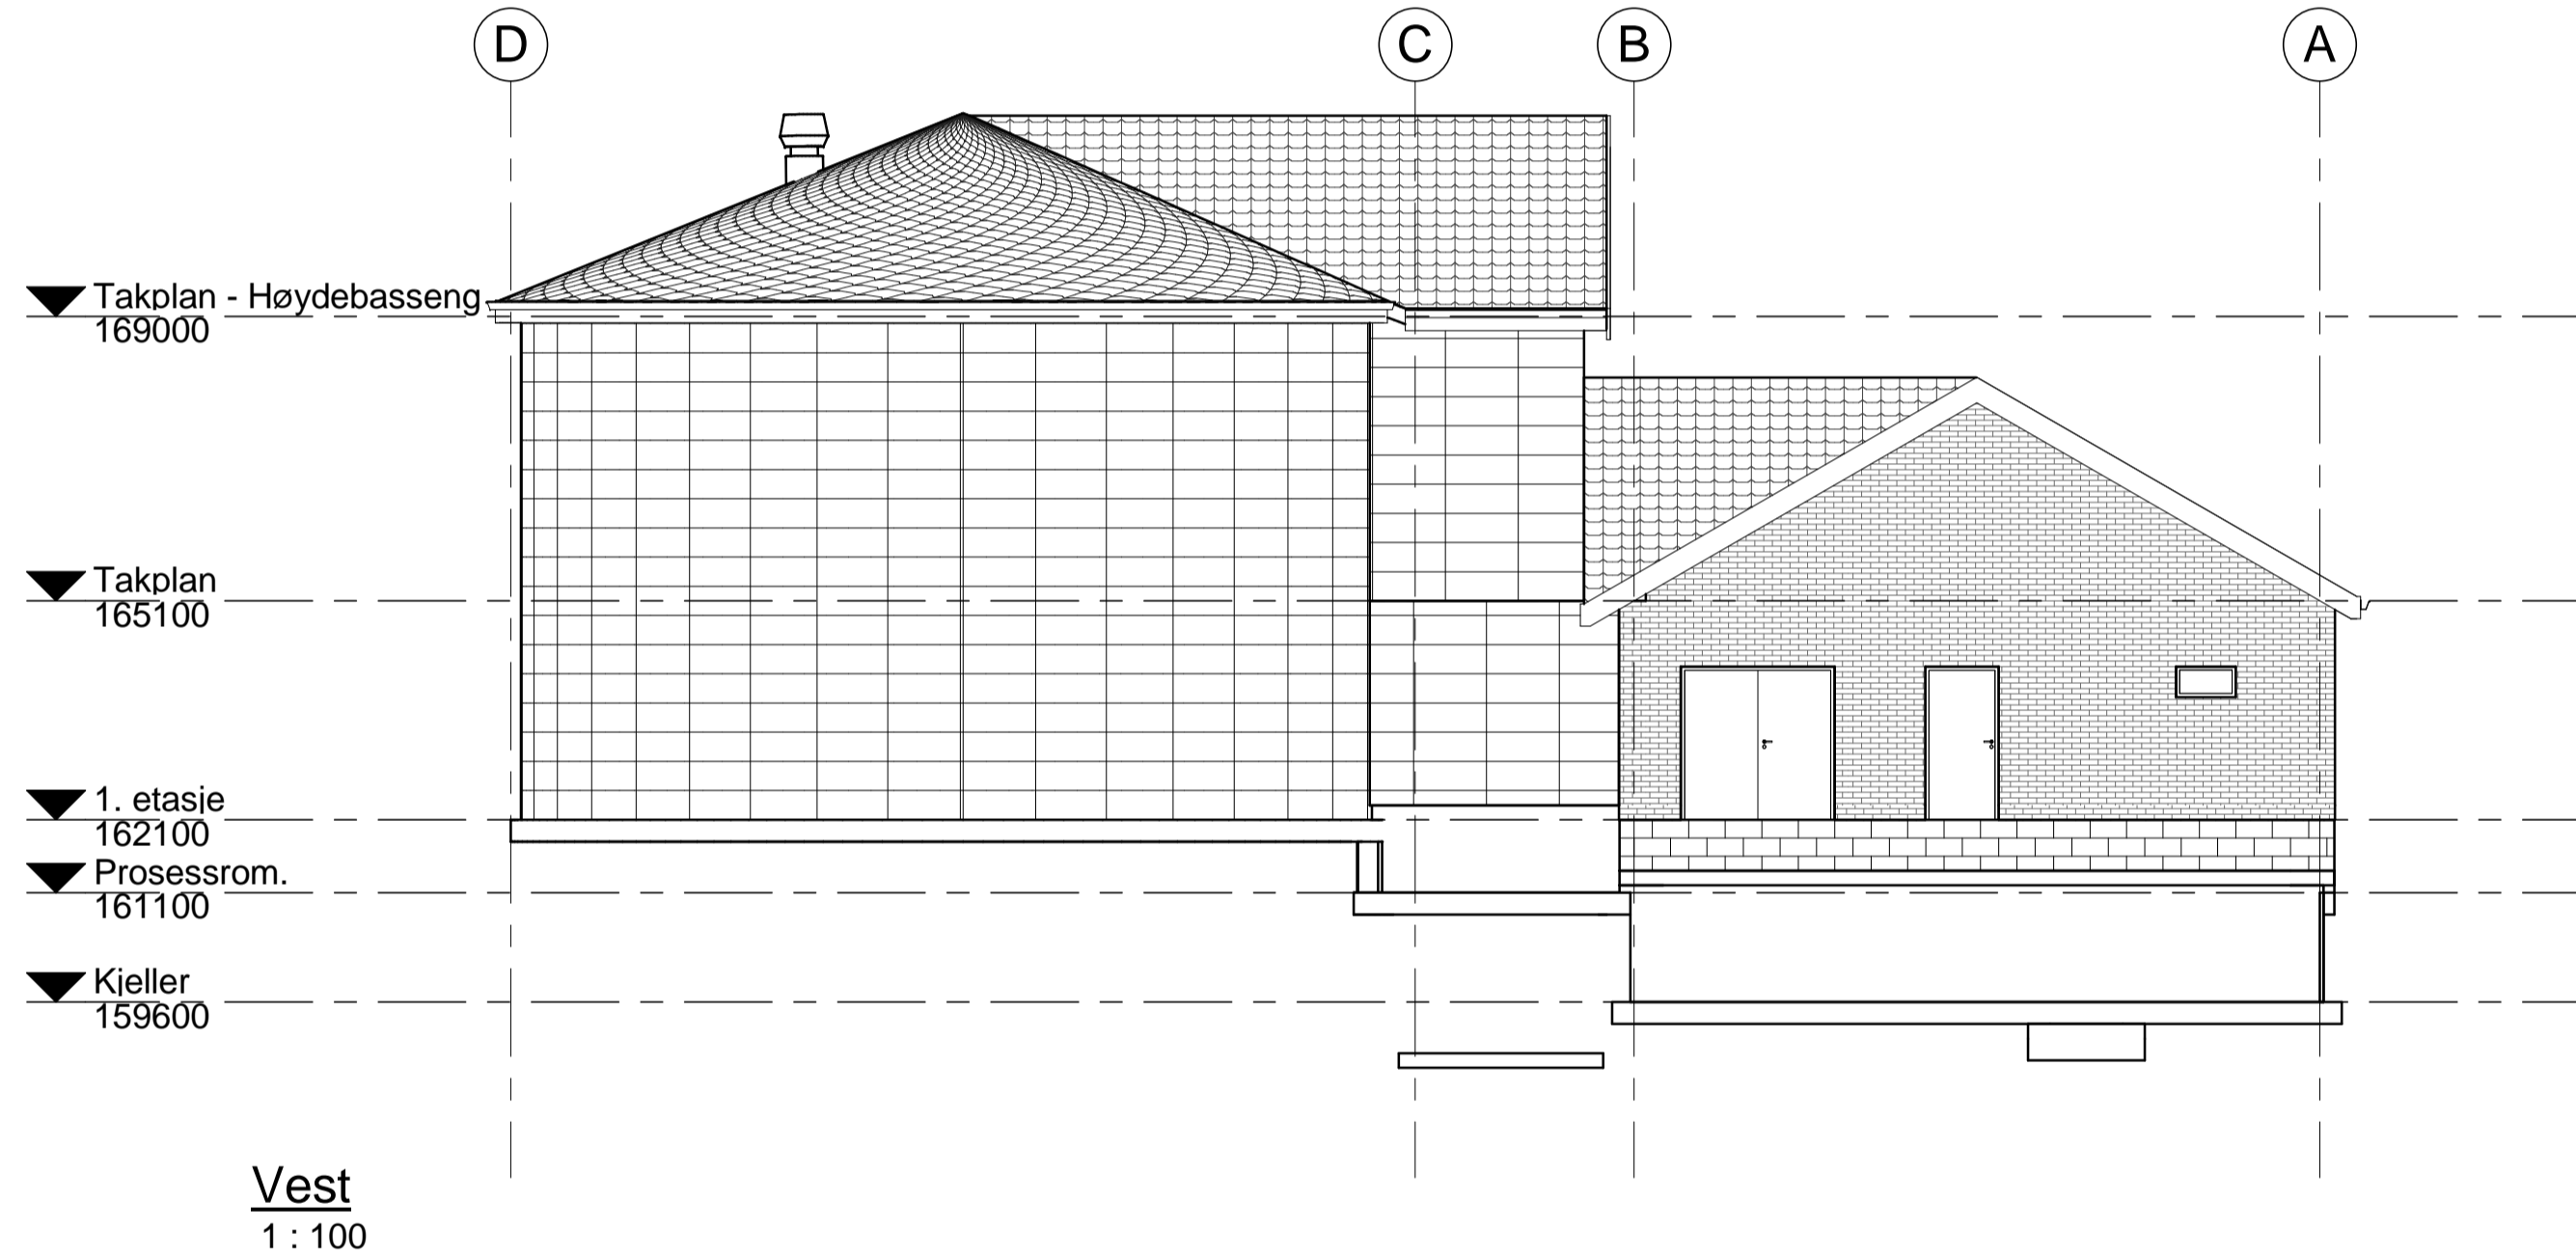 D C B A
Takplan - Høydebasseng
169000
Takplan
165100
1. etasje
162100
Prosessrom.
161100
Kjeller
159600
Vest
1 : 100